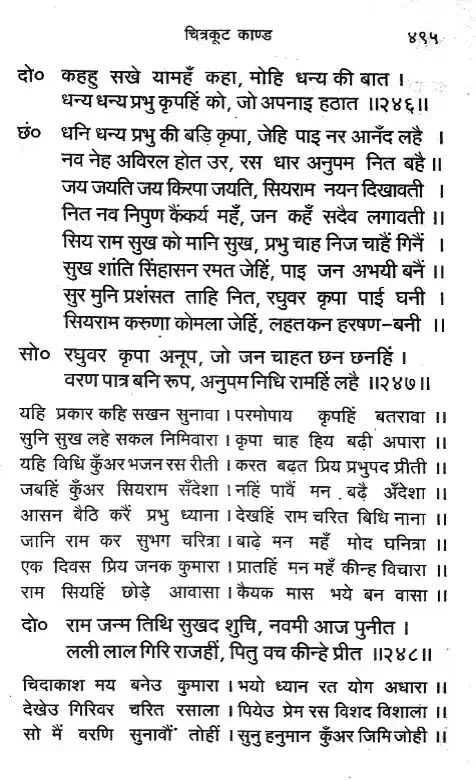 चित्रकूट काण्ड ४९५
दो० कहहु सखे यामहँ कहा, मोहि धन्य की बात ।
धन्य धन्य प्रभु कृपहिं को, जो अपनाइ हठात ॥२४६॥
छं० धनि धन्य प्रभु की बड़ि कृपा, जेहि पाइ नर आनँद लहै ।
नव नेह अविरल होत उर, रस धार अनुपम नित बहै ॥
जय जयति जय किरपा जयति, सियराम नयन दिखावती ।
नित नव निपुण कैंकर्य महँ, जन कहँ सदैव लगावती ॥
सिय राम सुख को मानि सुख, प्रभु चाह निज चाहैं गिनैं ।
सुख शांति सिंहासन रमत जेहिं, पाइ जन अभयी बनैं ॥
सुर मुनि प्रशंसत ताहि नित, रघुवर कृपा पाई घनी ।
सियराम करुणा कोमला जेहिं, लहतकन हरषण-बनी ॥
सो० रघुवर कृपा अनूप, जो जन चाहत छन छनहिं ।
वरण पात्र बनि रूप, अनुपम निधि रामहिं लहै ॥२४७॥
यहि प्रकार कहि सखन सुनावा । परमोपाय कृपहिं बतरावा ॥
सुनि सुख लहे सकल निमिवारा । कृपा चाह हिय बढ़ी अपारा ॥
यहि विधि कुँअर भजन रस रीती । करत बढ़त प्रिय प्रभुपद प्रीती ॥
जबहिं कुँअर सियराम सँदेशा । नहिं पावैं मन बढ़ै अँदेशा ॥
आसन बैठि करैं प्रभु ध्याना । देखहिं राम चरित बिधि नाना ॥
जानि राम कर सुभग चरित्रा । बाढ़े मन महँ मोद घनित्रा ॥
एक दिवस प्रिय जनक कुमारा । प्रातहिं मन महँ कीन्ह विचारा ॥
राम सियहिं छोड़े आवासा । कैयक मास भये बन वासा ॥
दो० राम जन्म तिथि सुखद शुचि, नवमी आज पुनीत ।
लली लाल गिरि राजहीं, पितु वच कीन्हे प्रीत ॥२४८॥
चिदाकाश मय बनेउ कुमारा । भयो ध्यान रत योग अधारा ॥
देखेउ गिरिवर चरित रसाला । पियेउ प्रेम रस विशद विशाला ॥
सो मैं वरणि सुनावौं तोहीं । सुनु हनुमान कुँअर जिमि जोही ॥